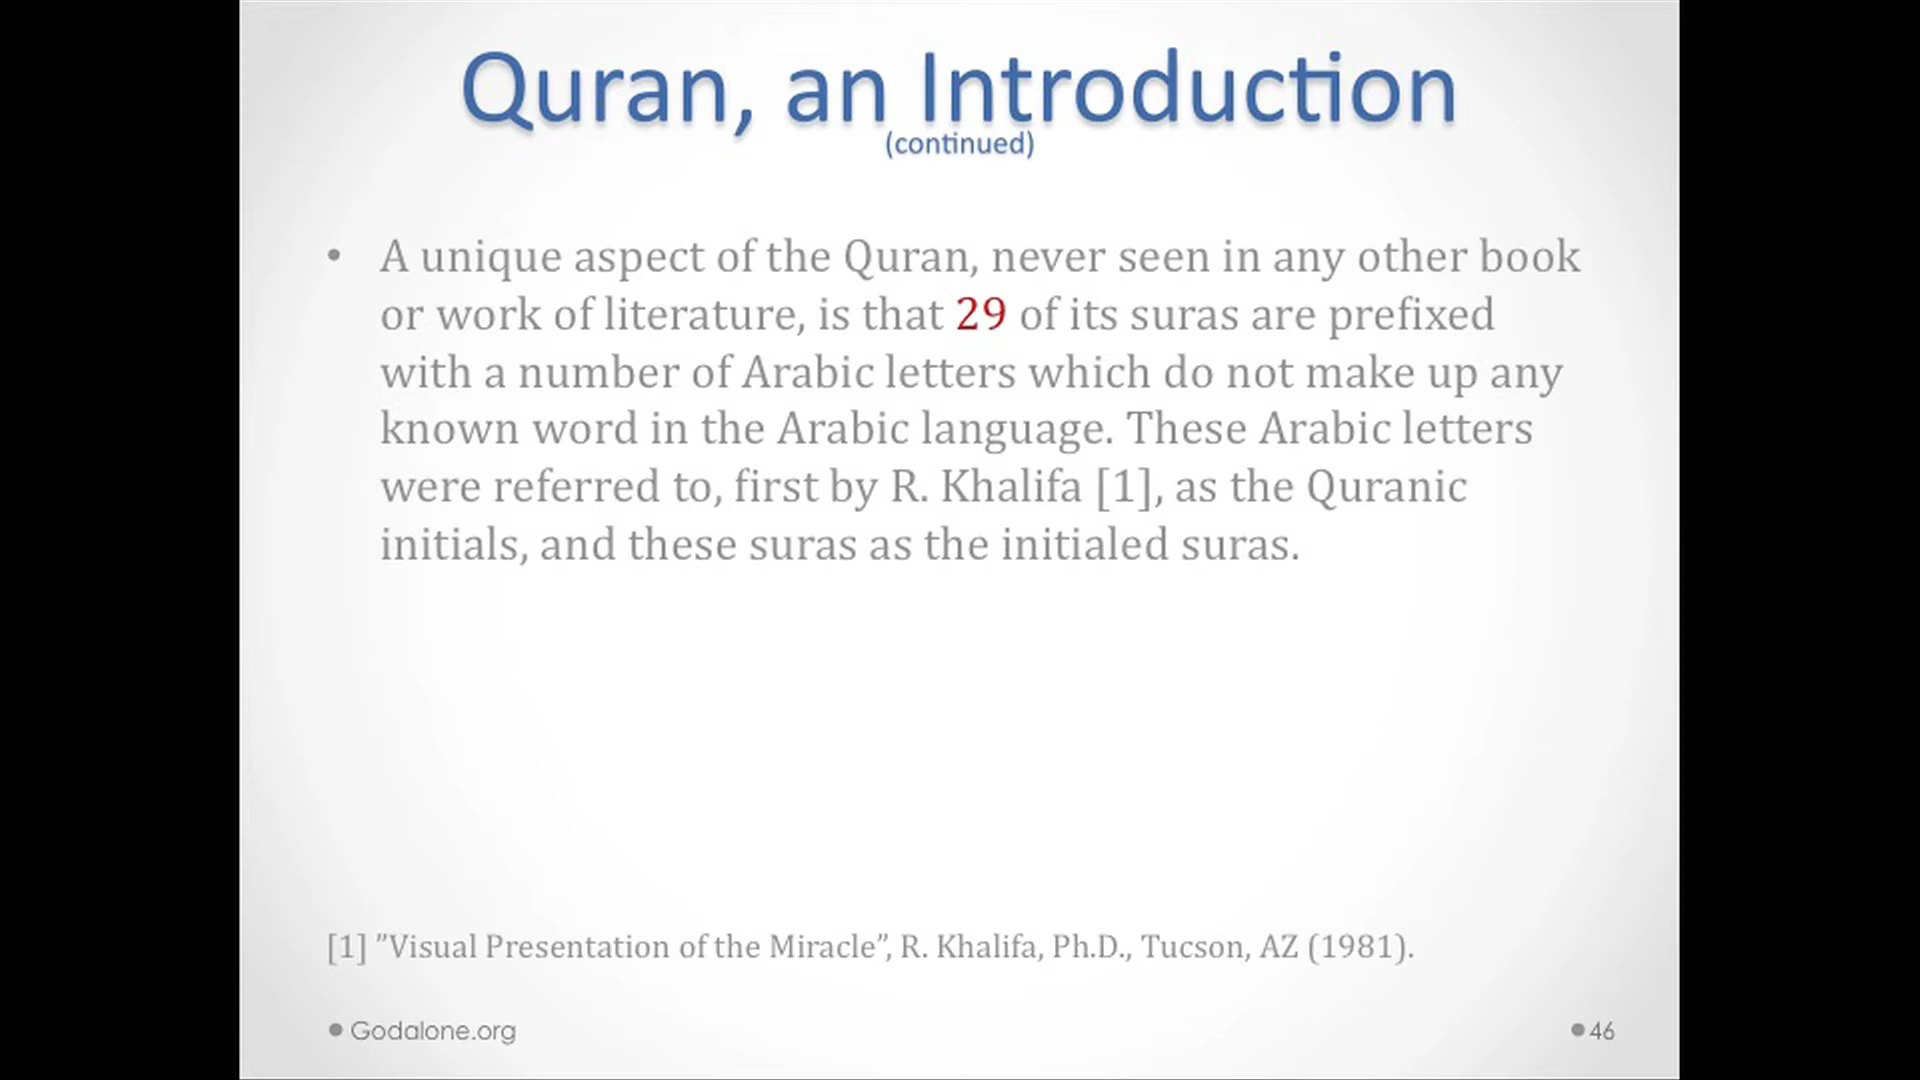 Quran, an Introduction
(continued)
• A unique aspect of the Quran, never seen in any other book
or work of literature, is that 29 of its suras are prefixed
with a number of Arabic letters which do not make up any
known word in the Arabic language. These Arabic letters
were referred to, first by R. Khalifa [1], as the Quranic
initials, and these suras as the initialed suras.
[1] ”Visual Presentation of the Miracle”, R. Khalifa, Ph.D., Tucson, AZ (1981).
• Godalone.org
• 46